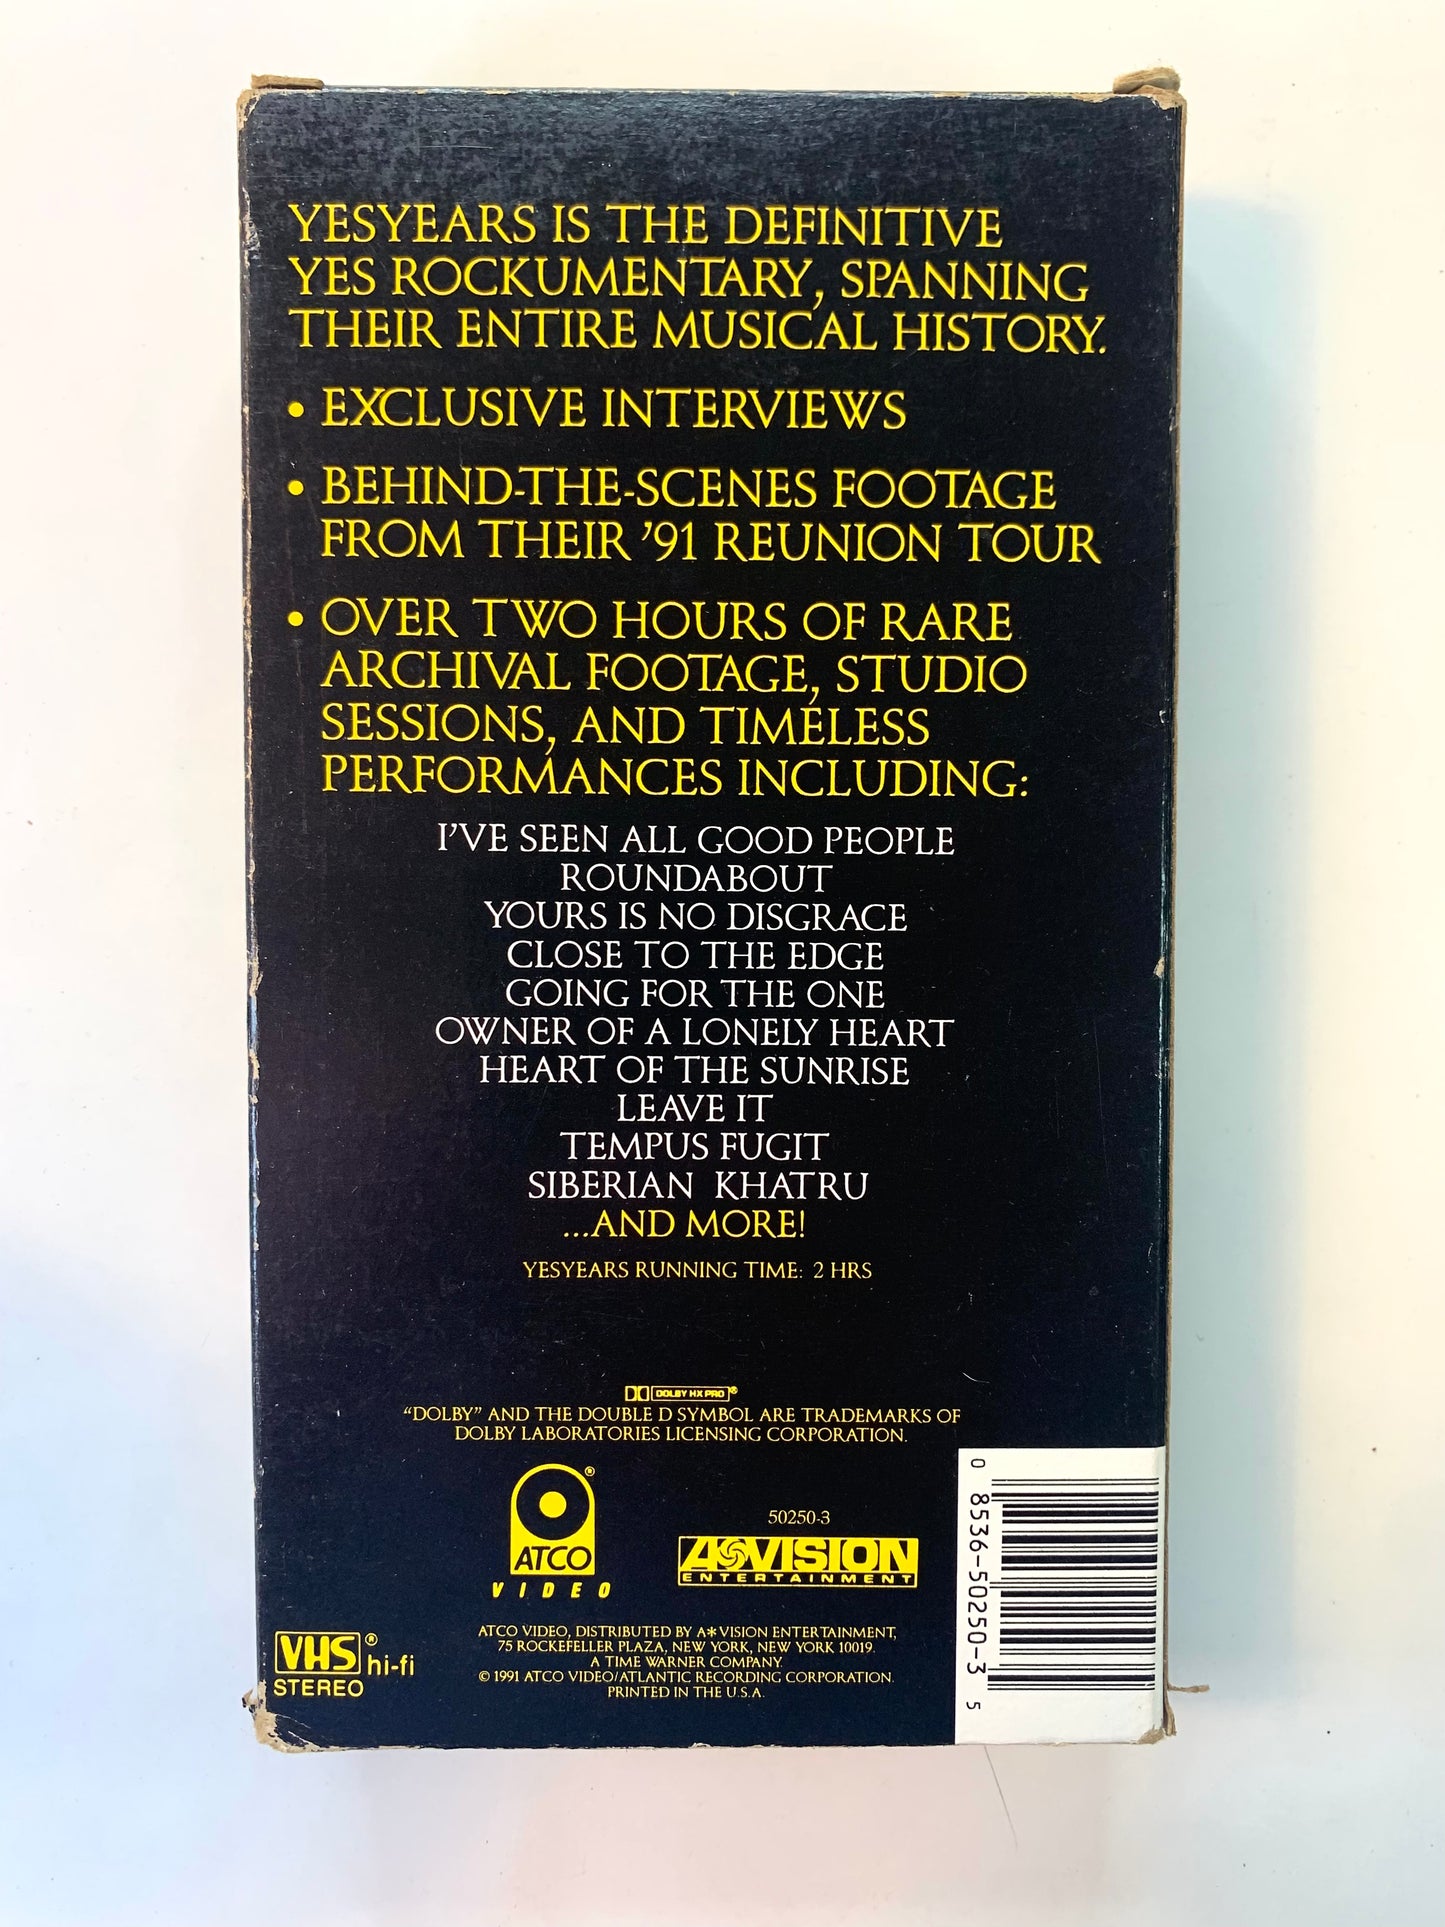 YESYEARS IS THE DEFINITIVE
YES ROCKUMENTARY, SPANNING
THEIR ENTIRE MUSICAL HISTORY.
• EXCLUSIVE INTERVIEWS
• BEHIND-THE-SCENES FOOTAGE
FROM THEIR '91 REUNION TOUR
• OVER TWO HOURS OF RARE
ARCHIVAL FOOTAGE, STUDIO
SESSIONS, AND TIMELESS
PERFORMANCES INCLUDING:
I'VE SEEN ALL GOOD PEOPLE
ROUNDABOUT
YOURS IS NO DISGRACE
CLOSE TO THE EDGE
GOING FOR THE ONE
OWNER OF A LONELY HEART
HEART OF THE SUNRISE
LEAVE IT
TEMPUS FUGIT
SIBERIAN KHATRU
...AND MORE!
YESYEARS RUNNING TIME: 2 HRS
DOLBY HX PRO®
"DOLBY" AND THE DOUBLE D SYMBOL ARE TRADEMARKS OF
DOLBY LABORATORIES LICENSING CORPORATION.
ATCO®
VIDEO
50250-3
A*VISION
ENTERTAINMENT
VHS®
hi-fi
STEREO
ATCO VIDEO, DISTRIBUTED BY A*VISION ENTERTAINMENT,
75 ROCKEFELLER PLAZA, NEW YORK, NEW YORK 10019.
A TIME WARNER COMPANY.
© 1991 ATCO VIDEO/ATLANTIC RECORDING CORPORATION.
PRINTED IN THE U.S.A.
0 8536-50250-3 5